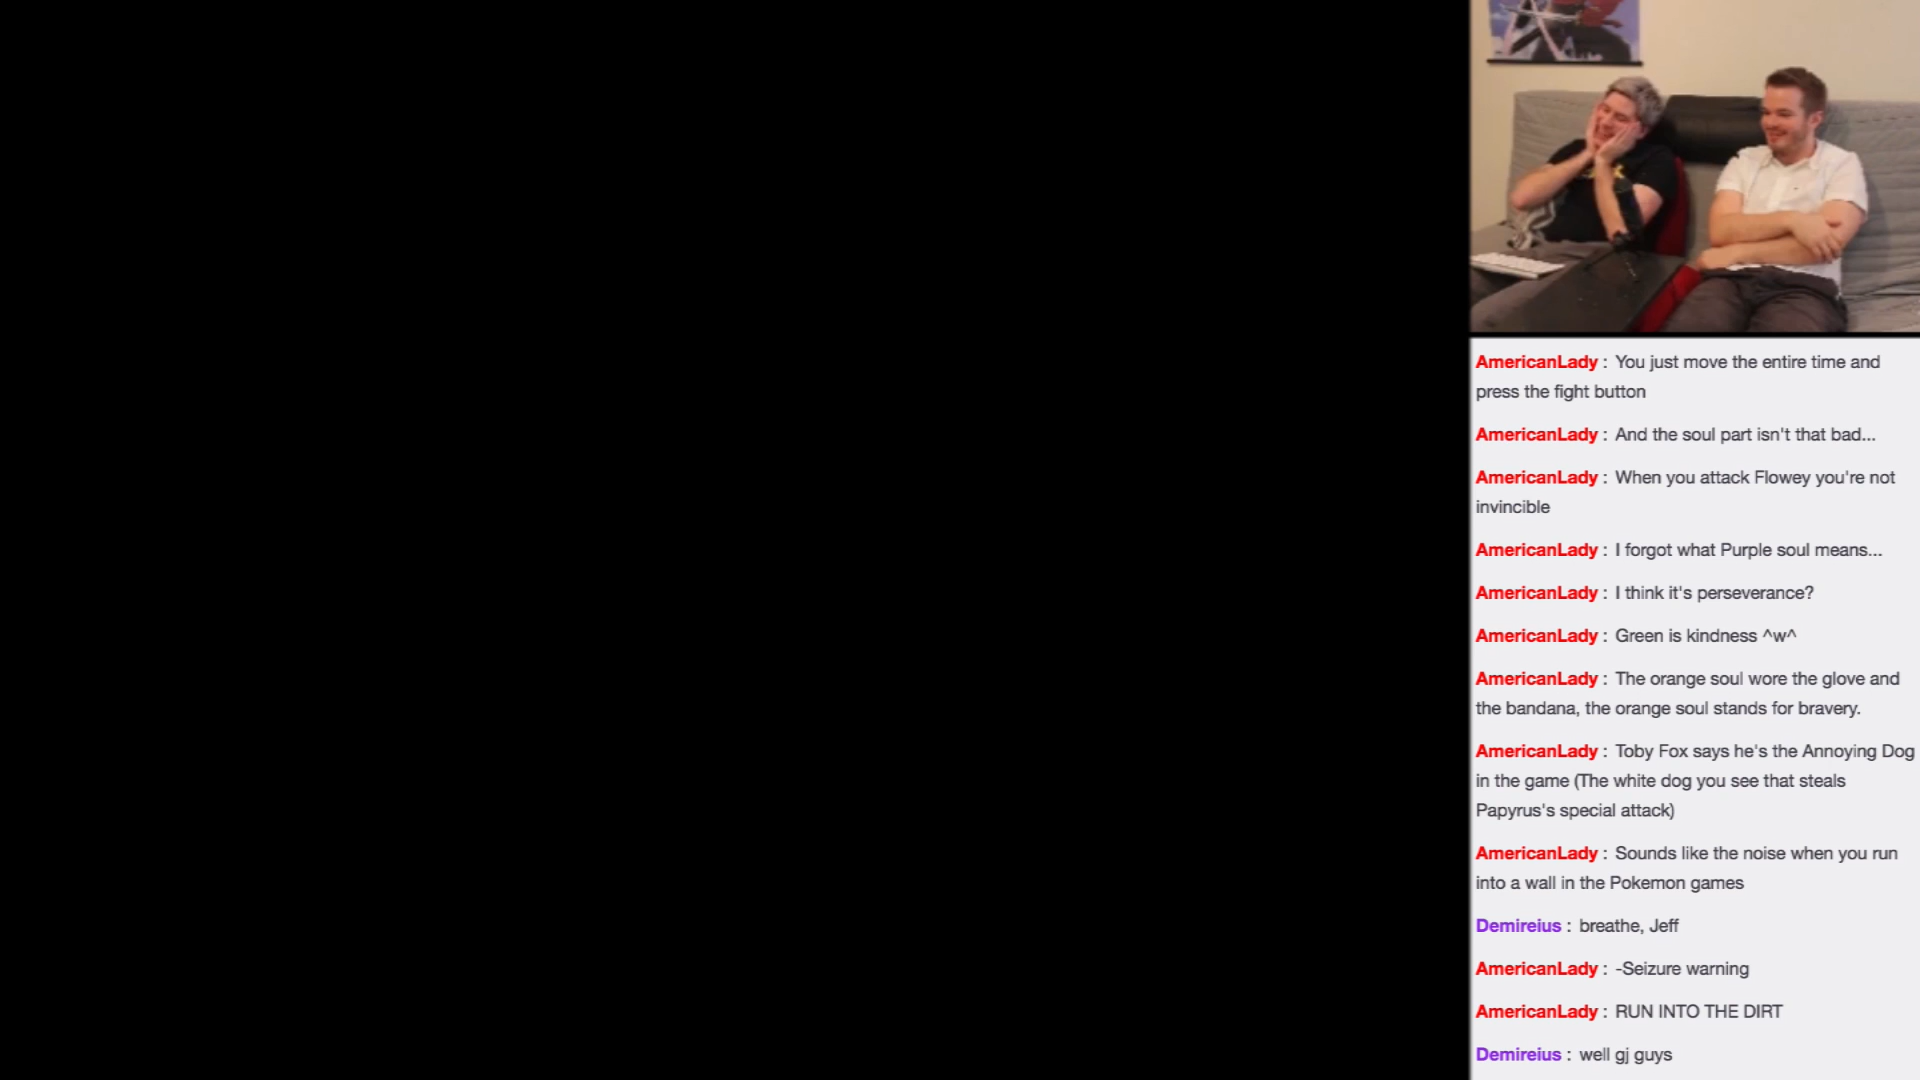 AmericanLady : You just move the entire time and
press the fight button
AmericanLady : And the soul part isn't that bad...
AmericanLady : When you attack Flowey you're not
invincible
AmericanLady : I forgot what Purple soul means...
AmericanLady : I think it's perseverance?
AmericanLady : Green is kindness ^w^
AmericanLady : The orange soul wore the glove and
the bandana, the orange soul stands for bravery.
AmericanLady : Toby Fox says he's the Annoying Dog
in the game (The white dog you see that steals
Papyrus's special attack)
AmericanLady : Sounds like the noise when you run
into a wall in the Pokemon games
Demireius : breathe, Jeff
AmericanLady : -Seizure warning
AmericanLady : RUN INTO THE DIRT
Demireius : well gj guys